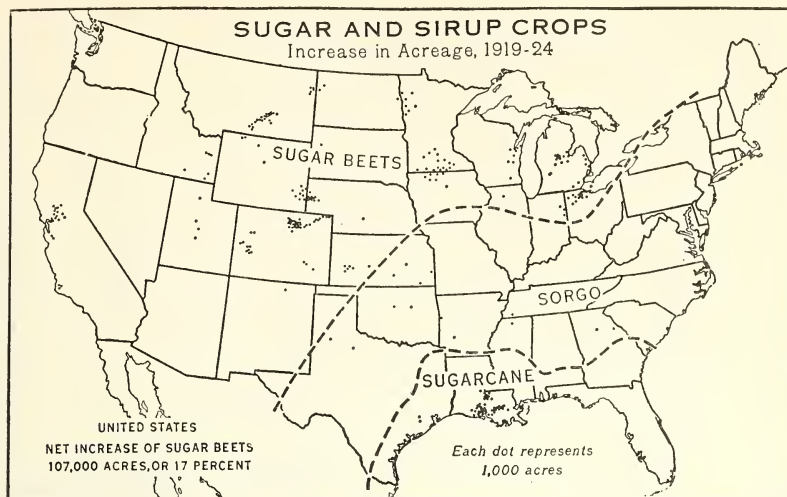 SUGAR AND SIRUP CROPS
Increase in Acreage, 1919-24
SUGAR BEETS
SORGO
SUGARCANE
UNITED STATES
NET INCREASE OF SUGAR BEETS
107,000 ACRES, OR 17 PERCENT
Each dot represents
1,000 acres